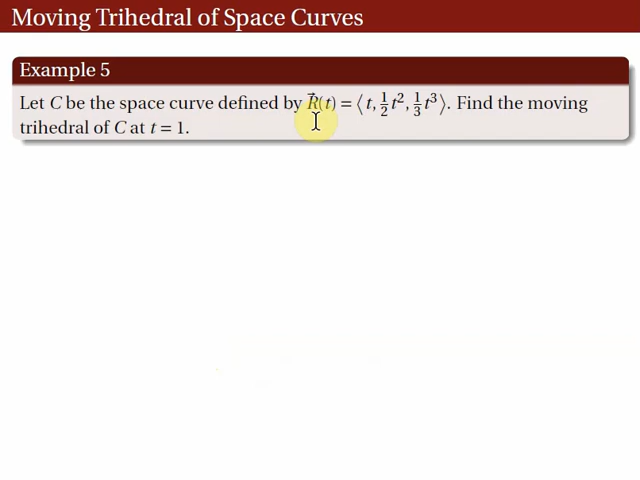 Moving Trihedral of Space Curves
Example 5
Let C be the space curve defined by R⃗(t) = ⟨t, ½t², ⅓t³⟩. Find the moving
trihedral of C at t = 1.